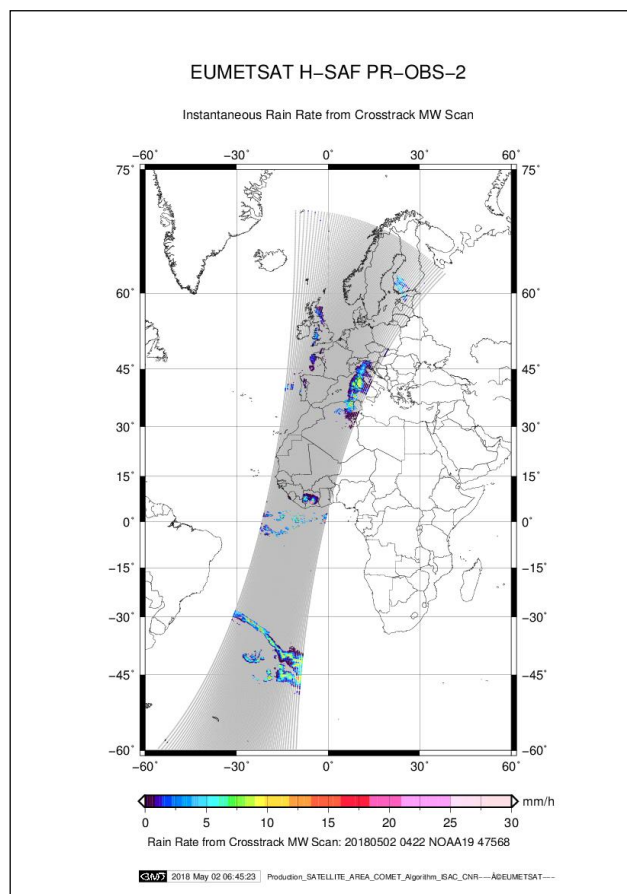 EUMETSAT H−SAF PR−OBS−2
Instantaneous Rain Rate from Crosstrack MW Scan
−60˚ −30˚ 0˚ 30˚ 60˚
75˚ 75˚
60˚ 60˚
45˚ 45˚
30˚ 30˚
15˚ 15˚
0˚ 0˚
−15˚ −15˚
−30˚ −30˚
−45˚ −45˚
−60˚ −60˚
−60˚ −30˚ 0˚ 30˚ 60˚
mm/h
0 5 10 15 20 25 30
Rain Rate from Crosstrack MW Scan: 20180502 0422 NOAA19 47568
GMD 2018 May 02 06:45:23 Production_SATELLITE_AREA_COMET_Algorithm_ISAC_CNR−−−Â©EUMETSAT−−−